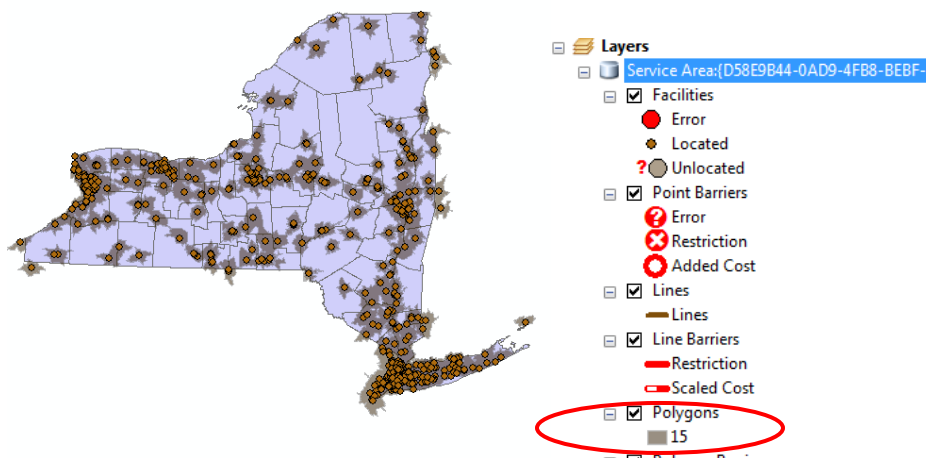 Layers
Service Area:{D58E9B44-0AD9-4FB8-BEBF-
Facilities
Error
Located
? Unlocated
Point Barriers
? Error
Restriction
Added Cost
Lines
Lines
Line Barriers
Restriction
Scaled Cost
Polygons
15